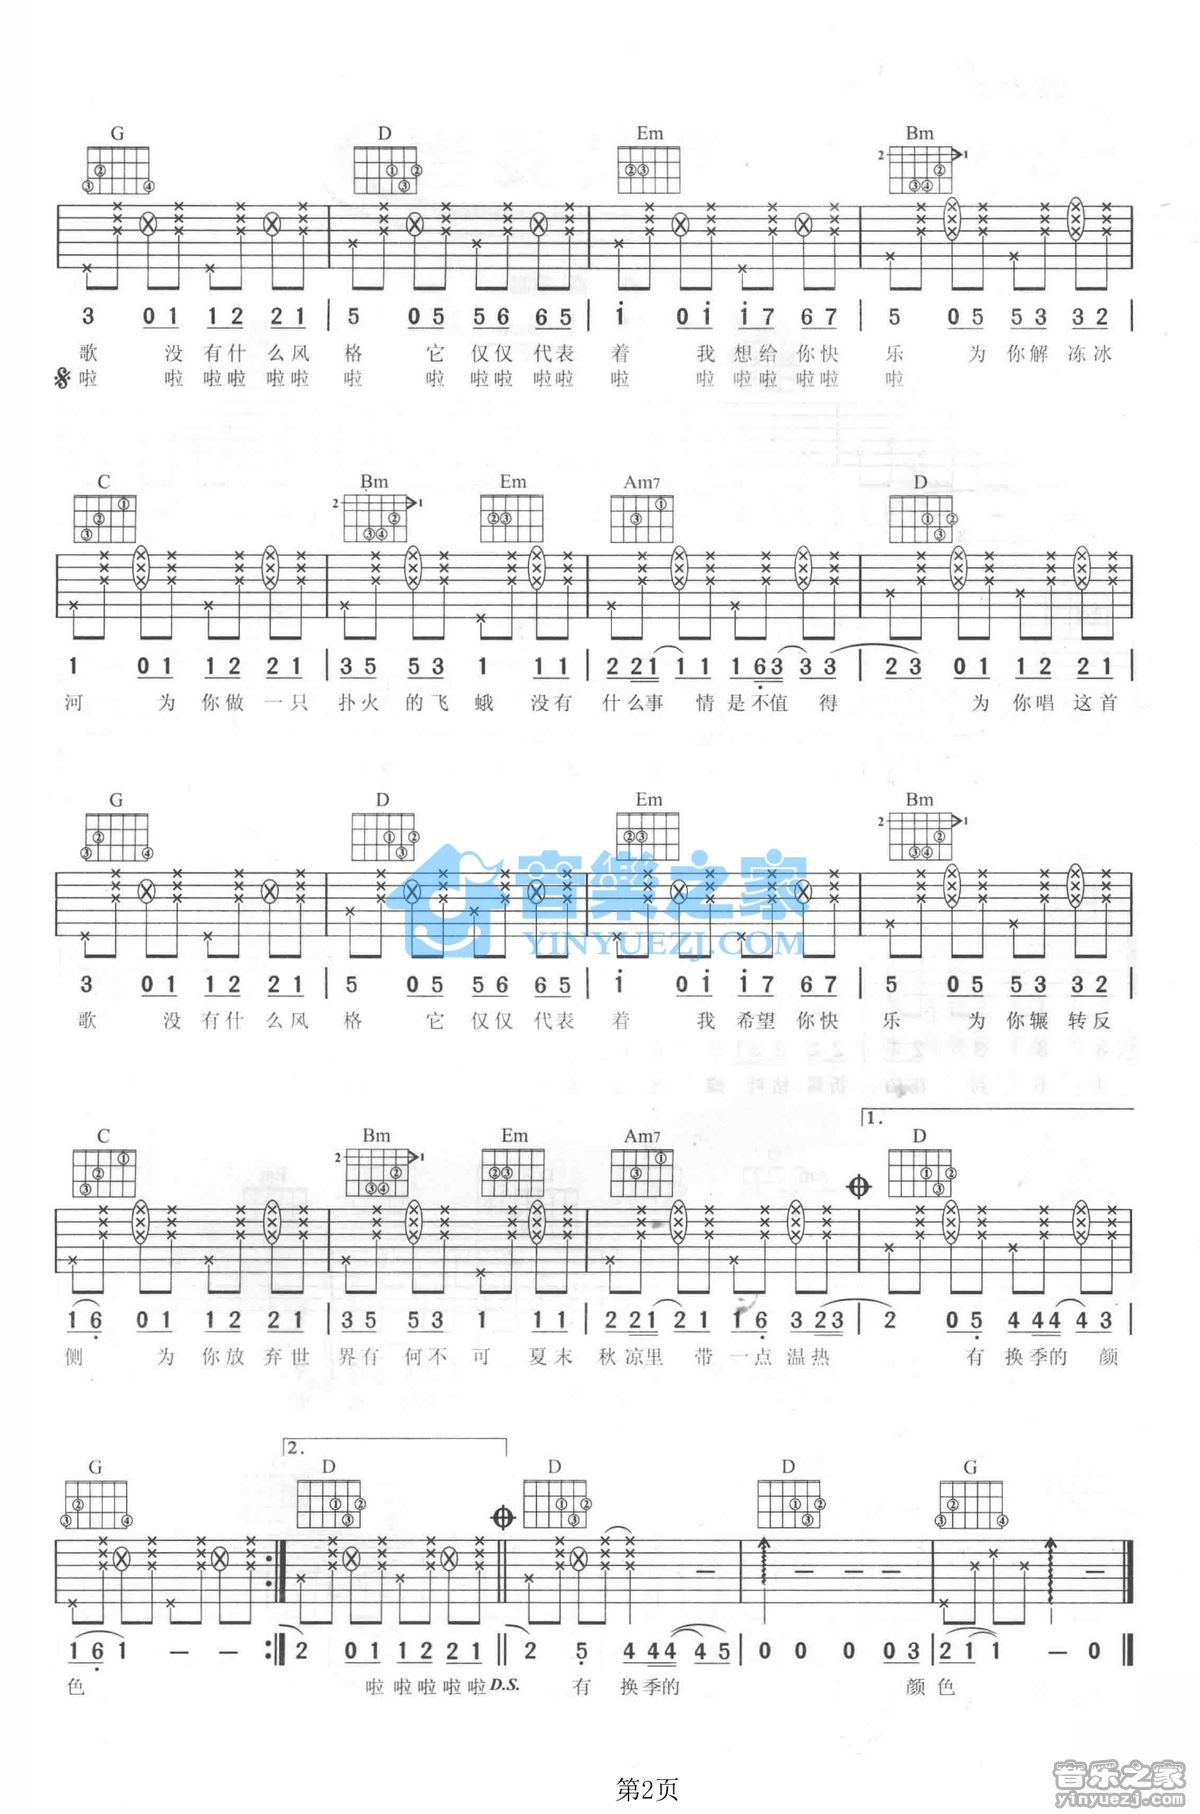 G D Em Bm
3 01 12 21 | 5 05 56 65 | i 0i i7 67 | 5 05 53 32 |
歌 没有什么风 格 它 仅仅代表 着 我 想给你快 乐 为你解冻冰
啦 啦 啦啦 啦啦 啦 啦 啦啦 啦啦 啦 啦 啦啦啦啦 啦
C Bm Em Am7 D
1 01 12 21 | 35 53 1 11 | 221 11 163 33 | 23 01 12 21 |
河 为你做一只 扑火的飞 蛾 没有 什么事 情是不值 得 为你唱这首
G D Em Bm
音樂之家
YINYUEZJ.COM
3 01 12 21 | 5 05 56 65 | i 0i i7 67 | 5 05 53 32 |
歌 没有什么风 格 它 仅仅代表 着 我 希望你快 乐 为你辗转反
1.
C Bm Em Am7 D
16 01 12 21 | 35 53 1 11 | 221 21 16 323 | 2 05 444 43 |
侧 为你放弃世 界有何不可 夏末 秋凉里 带一点温热 有换季的 颜
2.
G D D D G
161 — — :| 2 01 12 21 || 2 5 444 45 | 0 0 0 03 | 21 1 — 0 ||
色 啦 啦啦啦啦 D.S. 有 换季的 颜色
第2页
音乐之家
yinyuezj.com